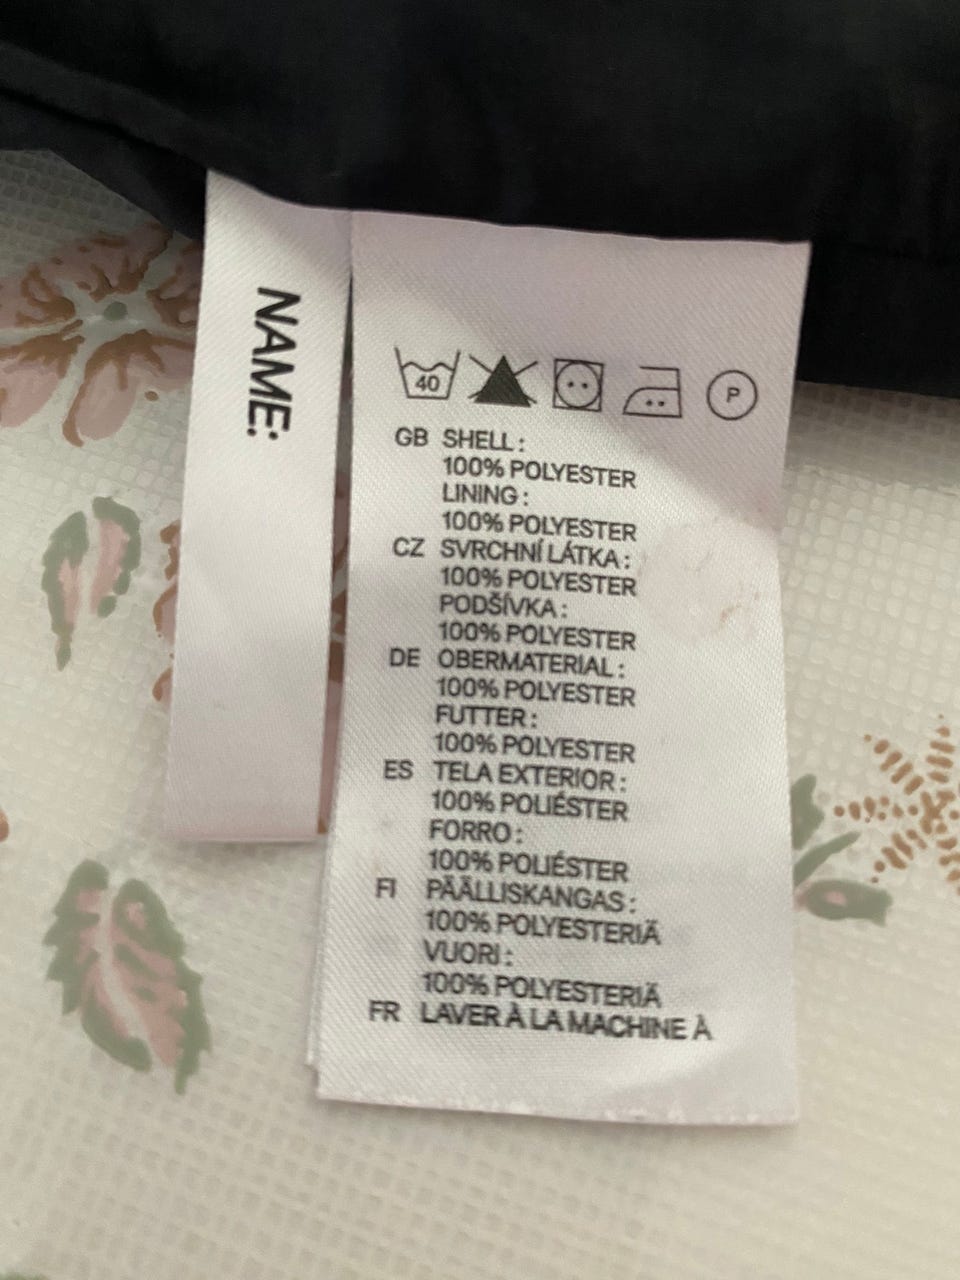 NAME:
40
P
GB SHELL :
100% POLYESTER
LINING :
100% POLYESTER
CZ SVRCHNÍ LÁTKA :
100% POLYESTER
PODŠÍVKA :
100% POLYESTER
DE OBERMATERIAL :
100% POLYESTER
FUTTER :
100% POLYESTER
ES TELA EXTERIOR :
100% POLIÉSTER
FORRO :
100% POLIÉSTER
FI PÄÄLLISKANGAS :
100% POLYESTERIÄ
VUORI :
100% POLYESTERIÄ
FR LAVER À LA MACHINE À